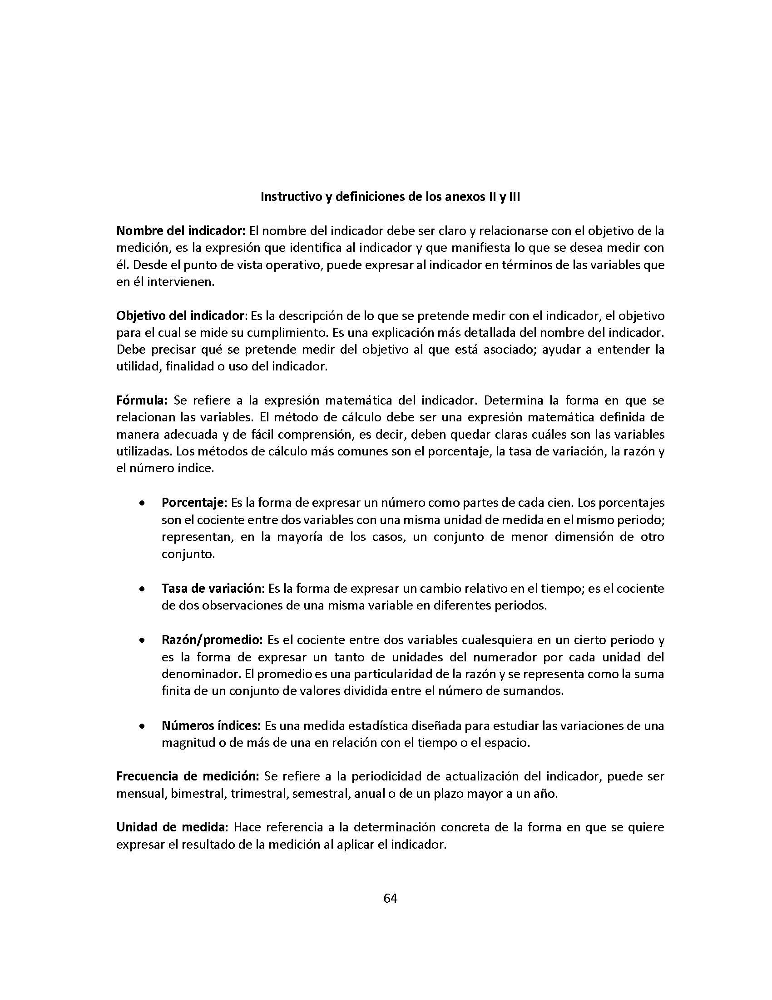 Instructivo y definiciones de los anexos II y III
Nombre del indicador: El nombre del indicador debe ser claro y relacionarse con el objetivo de la
medición, es la expresión que identifica al indicador y que manifiesta lo que se desea medir con
él. Desde el punto de vista operativo, puede expresar al indicador en términos de las variables que
en él intervienen.
Objetivo del indicador: Es la descripción de lo que se pretende medir con el indicador, el objetivo
para el cual se mide su cumplimiento. Es una explicación más detallada del nombre del indicador.
Debe precisar qué se pretende medir del objetivo al que está asociado; ayudar a entender la
utilidad, finalidad o uso del indicador.
Fórmula: Se refiere a la expresión matemática del indicador. Determina la forma en que se
relacionan las variables. El método de cálculo debe ser una expresión matemática definida de
manera adecuada y de fácil comprensión, es decir, deben quedar claras cuáles son las variables
utilizadas. Los métodos de cálculo más comunes son el porcentaje, la tasa de variación, la razón y
el número índice.
• Porcentaje: Es la forma de expresar un número como partes de cada cien. Los porcentajes
son el cociente entre dos variables con una misma unidad de medida en el mismo periodo;
representan, en la mayoría de los casos, un conjunto de menor dimensión de otro
conjunto.
• Tasa de variación: Es la forma de expresar un cambio relativo en el tiempo; es el cociente
de dos observaciones de una misma variable en diferentes periodos.
• Razón/promedio: Es el cociente entre dos variables cualesquiera en un cierto periodo y
es la forma de expresar un tanto de unidades del numerador por cada unidad del
denominador. El promedio es una particularidad de la razón y se representa como la suma
finita de un conjunto de valores dividida entre el número de sumandos.
• Números índices: Es una medida estadística diseñada para estudiar las variaciones de una
magnitud o de más de una en relación con el tiempo o el espacio.
Frecuencia de medición: Se refiere a la periodicidad de actualización del indicador, puede ser
mensual, bimestral, trimestral, semestral, anual o de un plazo mayor a un año.
Unidad de medida: Hace referencia a la determinación concreta de la forma en que se quiere
expresar el resultado de la medición al aplicar el indicador.
64